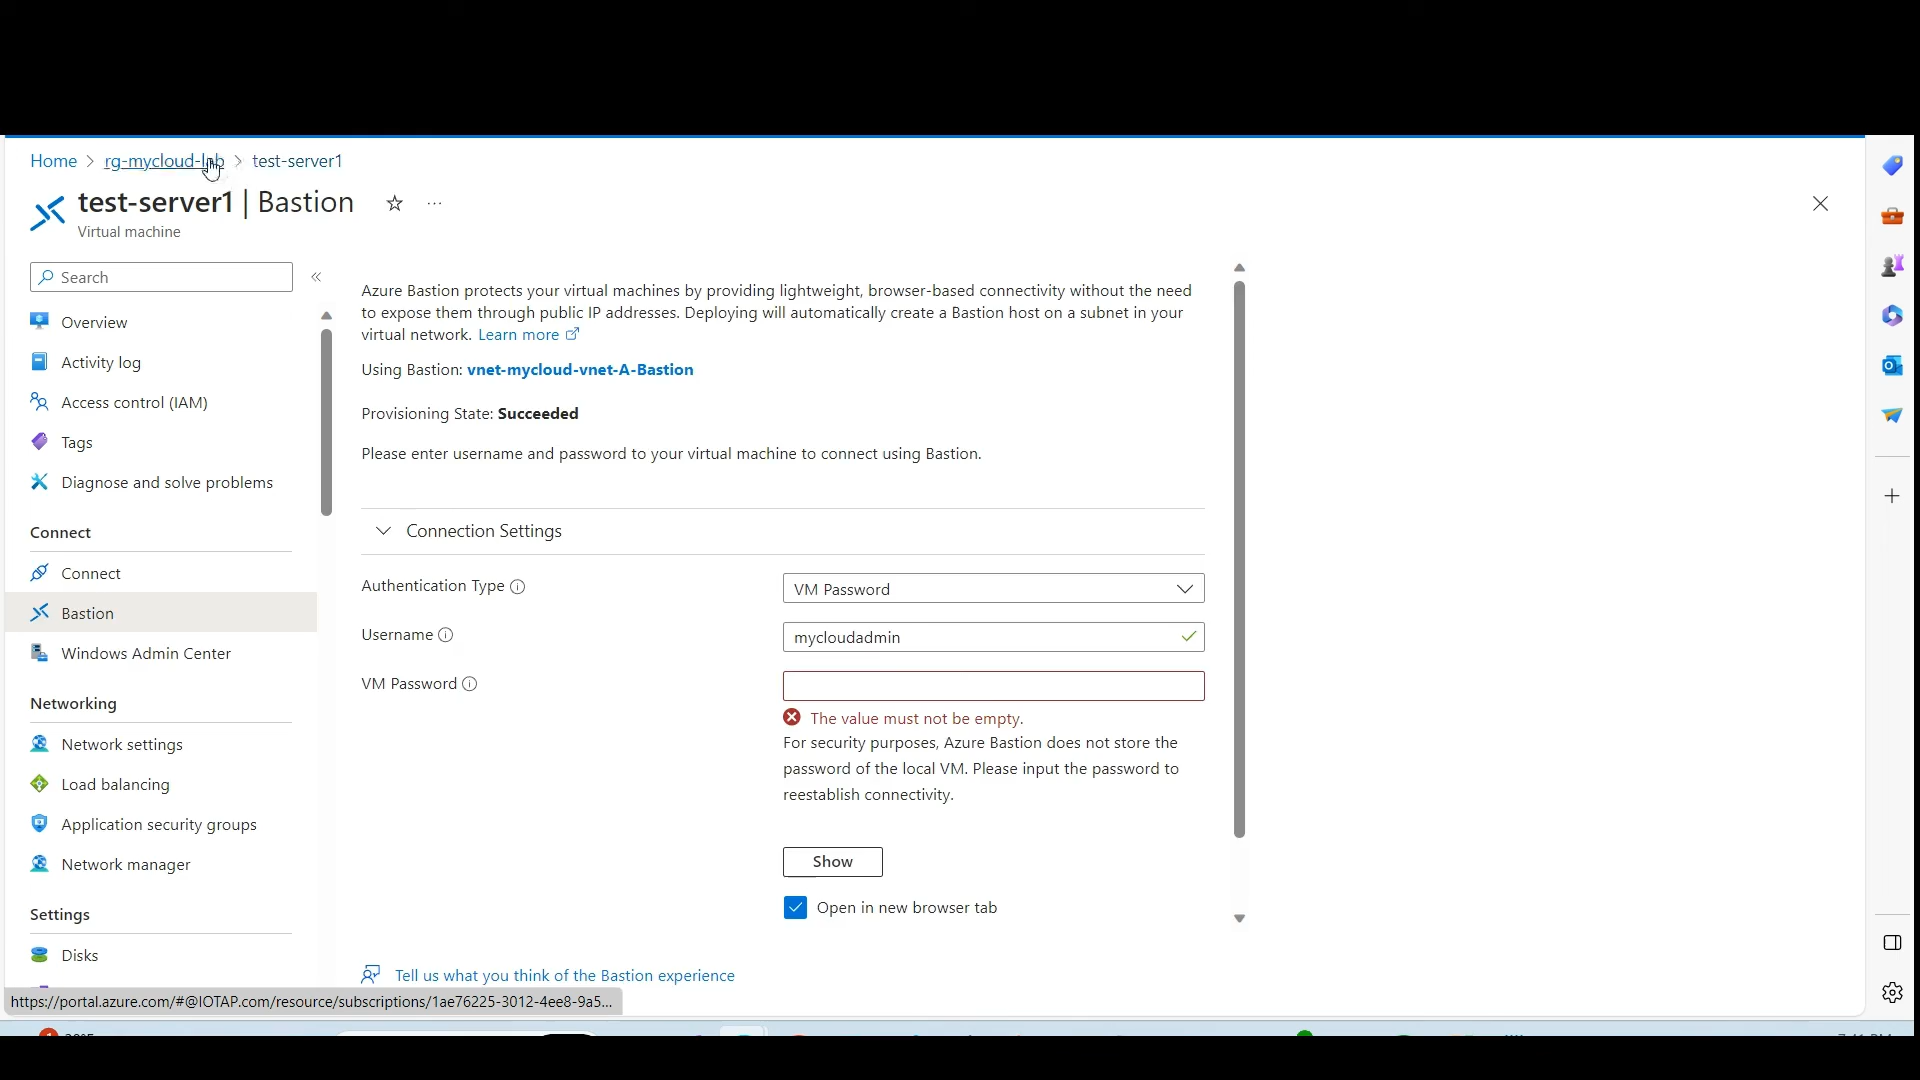 Home > rg-mycloud-lab > test-server1
test-server1 | Bastion
Virtual machine
Search
Overview
Activity log
Access control (IAM)
Tags
Diagnose and solve problems
Connect
Connect
Bastion
Windows Admin Center
Networking
Network settings
Load balancing
Application security groups
Network manager
Settings
Disks
Azure Bastion protects your virtual machines by providing lightweight, browser-based connectivity without the need
to expose them through public IP addresses. Deploying will automatically create a Bastion host on a subnet in your
virtual network. Learn more
Using Bastion: vnet-mycloud-vnet-A-Bastion
Provisioning State: Succeeded
Please enter username and password to your virtual machine to connect using Bastion.
Connection Settings
Authentication Type
VM Password
Username
mycloudadmin
VM Password
The value must not be empty.
For security purposes, Azure Bastion does not store the
password of the local VM. Please input the password to
reestablish connectivity.
Show
Open in new browser tab
Tell us what you think of the Bastion experience
https://portal.azure.com/#@IOTAP.com/resource/subscriptions/1ae76225-3012-4ee8-9a5...